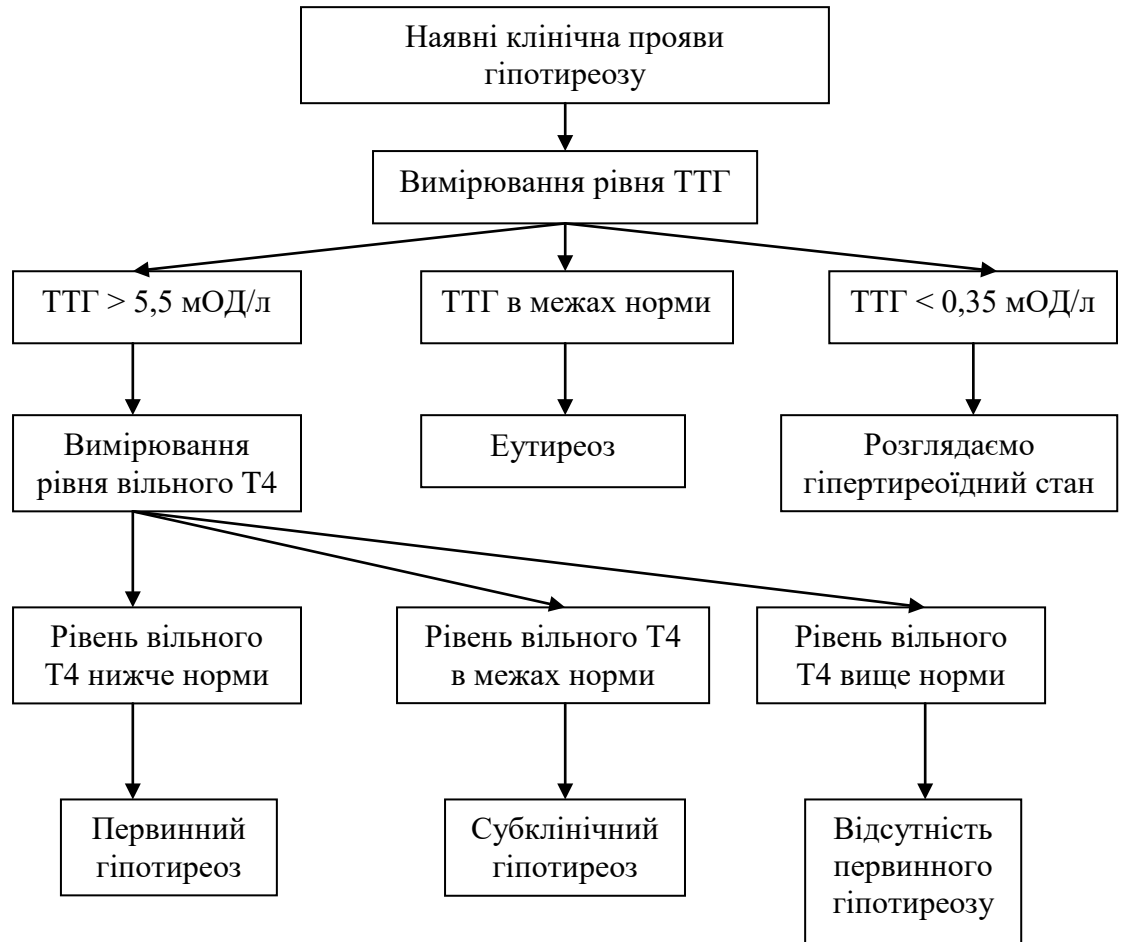 Наявні клінічна прояви
гіпотиреозу
Вимірювання рівня ТТГ
ТТГ > 5,5 мОД/л
ТТГ в межах норми
ТТГ < 0,35 мОД/л
Вимірювання
рівня вільного Т4
Еутиреоз
Розглядаємо
гіпертиреоїдний стан
Рівень вільного
Т4 нижче норми
Рівень вільного Т4
в межах норми
Рівень вільного
Т4 вище норми
Первинний
гіпотиреоз
Субклінічний
гіпотиреоз
Відсутність
первинного
гіпотиреозу